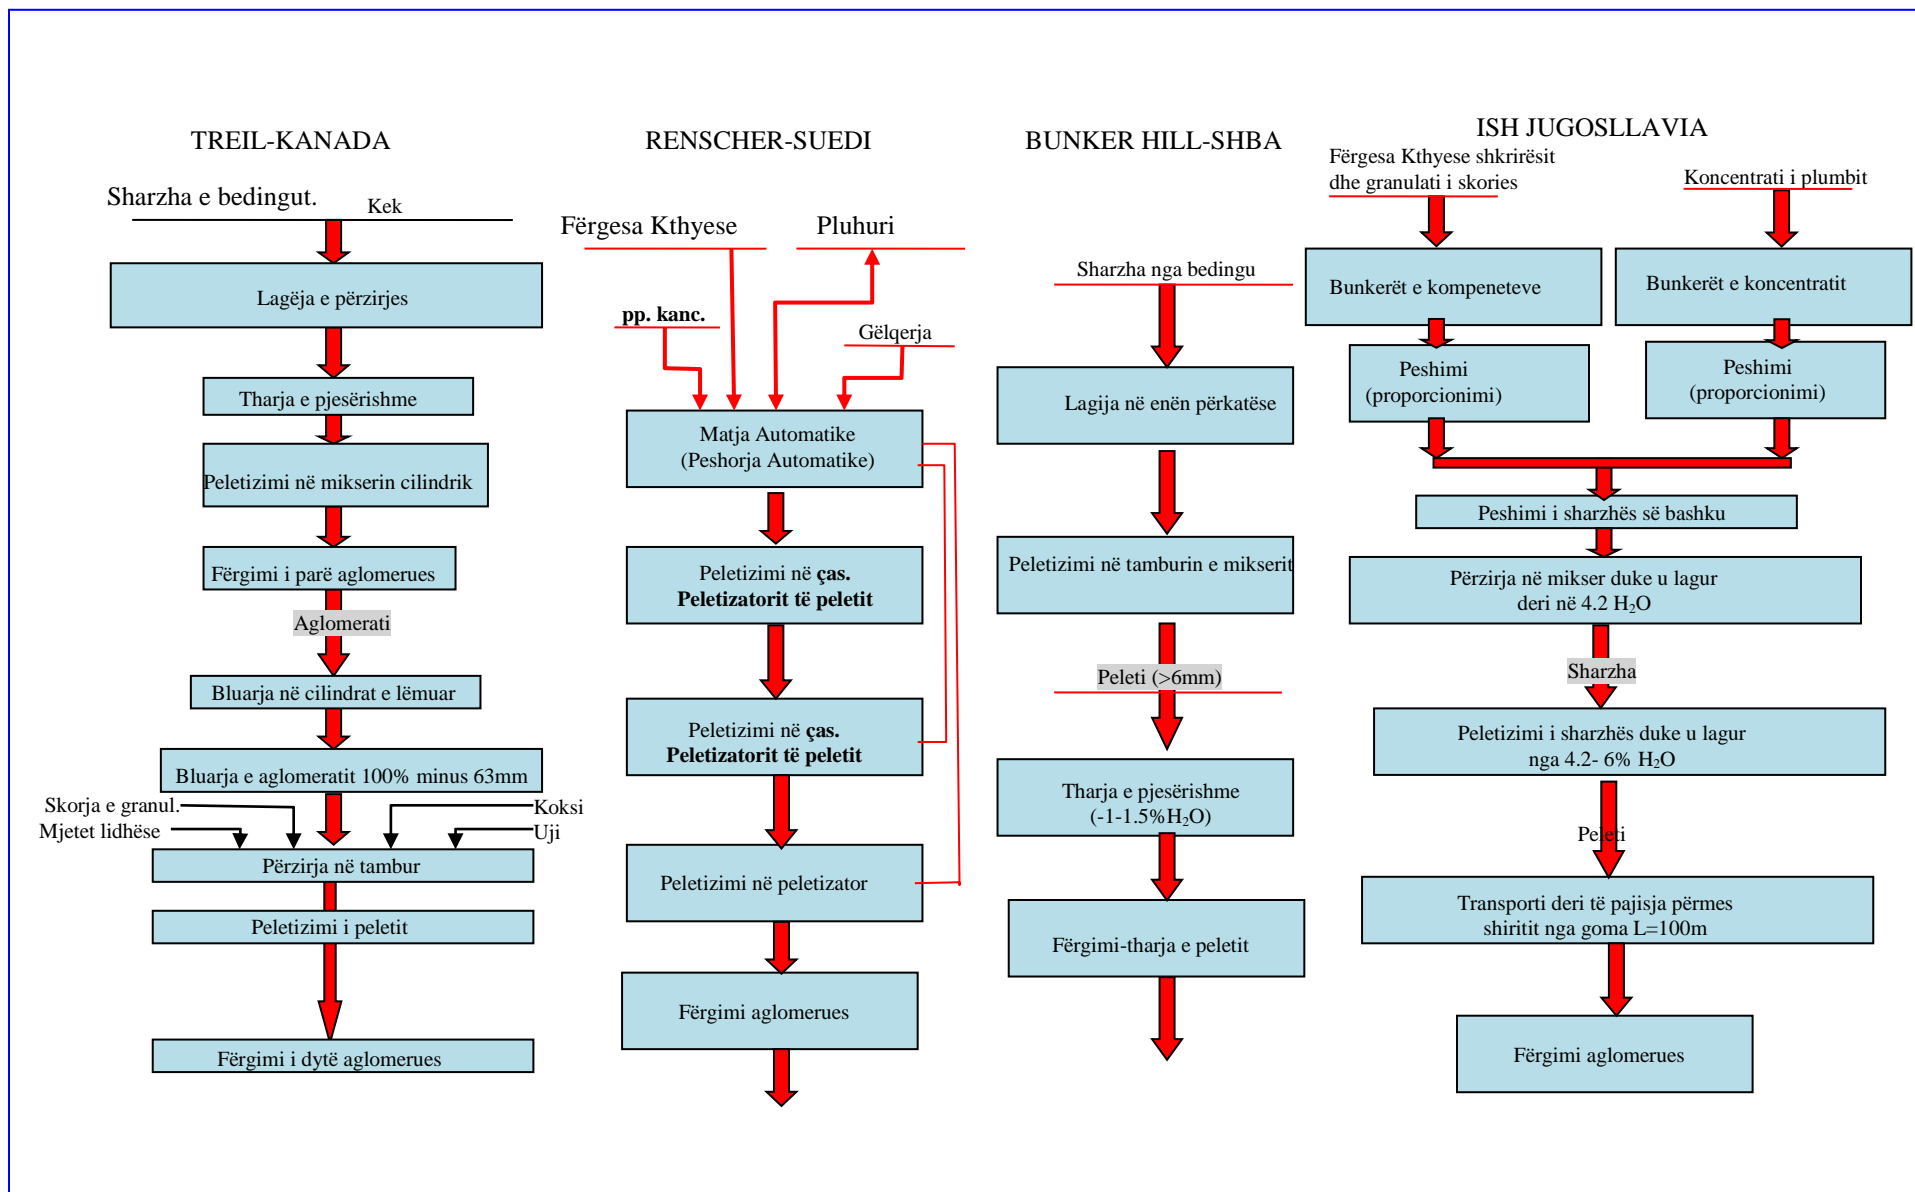 TREIL-KANADA
Sharzha e bedingut.
Kek
Lagëja e përzirjes
Tharja e pjesërishme
Peletizimi në mikserin cilindrik
Fërgimi i parë aglomerues
Aglomerati
Bluarja në cilindrat e lëmuar
Bluarja e aglomeratit 100% minus 63mm
Skorja e granul.
Mjetet lidhëse
Koksi
Uji
Përzirja në tambur
Peletizimi i peletit
Fërgimi i dytë aglomerues
RENSCHER-SUEDI
Fërgesa Kthyese
Pluhuri
pp. kanc.
Gëlqerja
Matja Automatike
(Peshorja Automatike)
Peletizimi në ças.
Peletizatorit të peletit
Peletizimi në ças.
Peletizatorit të peletit
Peletizimi në peletizator
Fërgimi aglomerues
BUNKER HILL-SHBA
Sharzha nga bedingu
Lagija në enën përkatëse
Peletizimi në tamburin e mikserit
Peleti (>6mm)
Tharja e pjesërishme
(-1-1.5%H₂O)
Fërgimi-tharja e peletit
ISH JUGOSLLAVIA
Fërgesa Kthyese shkrirësit
dhe granulati i skories
Koncentrati i plumbit
Bunkerët e kompeneteve
Bunkerët e koncentratit
Peshimi
(proporcionimi)
Peshimi
(proporcionimi)
Peshimi i sharzhës së bashku
Përzirja në mikser duke u lagur
deri në 4.2 H₂O
Sharzha
Peletizimi i sharzhës duke u lagur
nga 4.2- 6% H₂O
Peleti
Transporti deri të pajisja përmes
shiritit nga goma L=100m
Fërgimi aglomerues